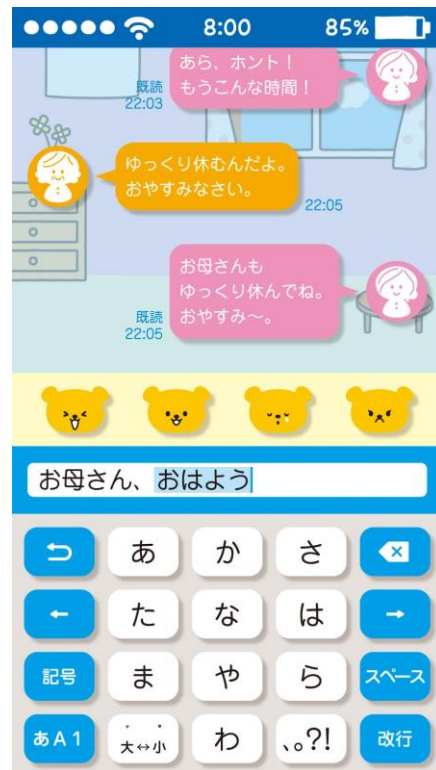 8:00
85%
あら、ホント！
もうこんな時間！
既読
22:03
ゆっくり休むんだよ。
おやすみなさい。
22:05
お母さんも
ゆっくり休んでね。
おやすみ〜。
既読
22:05
お母さん、おはよう
あ か さ
← た な は →
記号 ま や ら スペース
あA1 大⇔小 わ 、。?! 改行